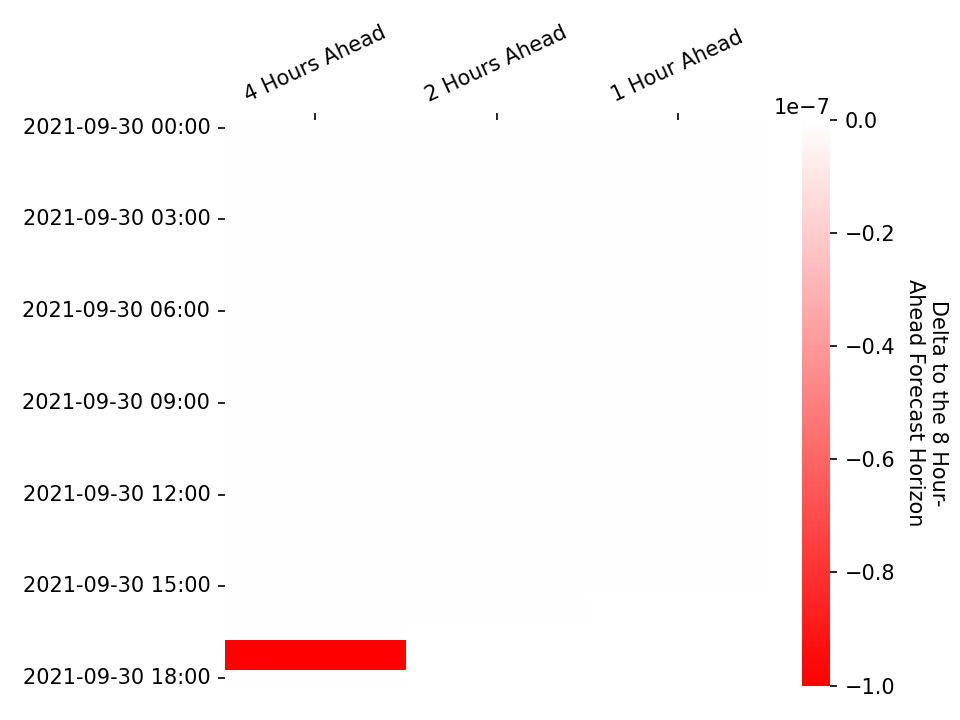 4 Hours Ahead
2 Hours Ahead
1 Hour Ahead
2021-09-30 00:00
2021-09-30 03:00
2021-09-30 06:00
2021-09-30 09:00
2021-09-30 12:00
2021-09-30 15:00
2021-09-30 18:00
1e−7
0.0
−0.2
−0.4
−0.6
−0.8
−1.0
Delta to the 8 Hour-
Ahead Forecast Horizon